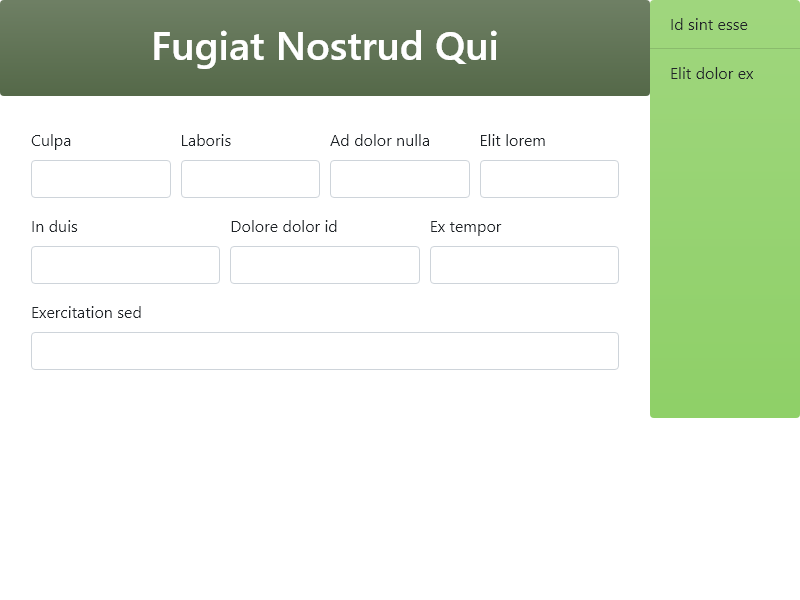 Fugiat Nostrud Qui
Id sint esse
Elit dolor ex
Culpa
Laboris
Ad dolor nulla
Elit lorem
In duis
Dolore dolor id
Ex tempor
Exercitation sed